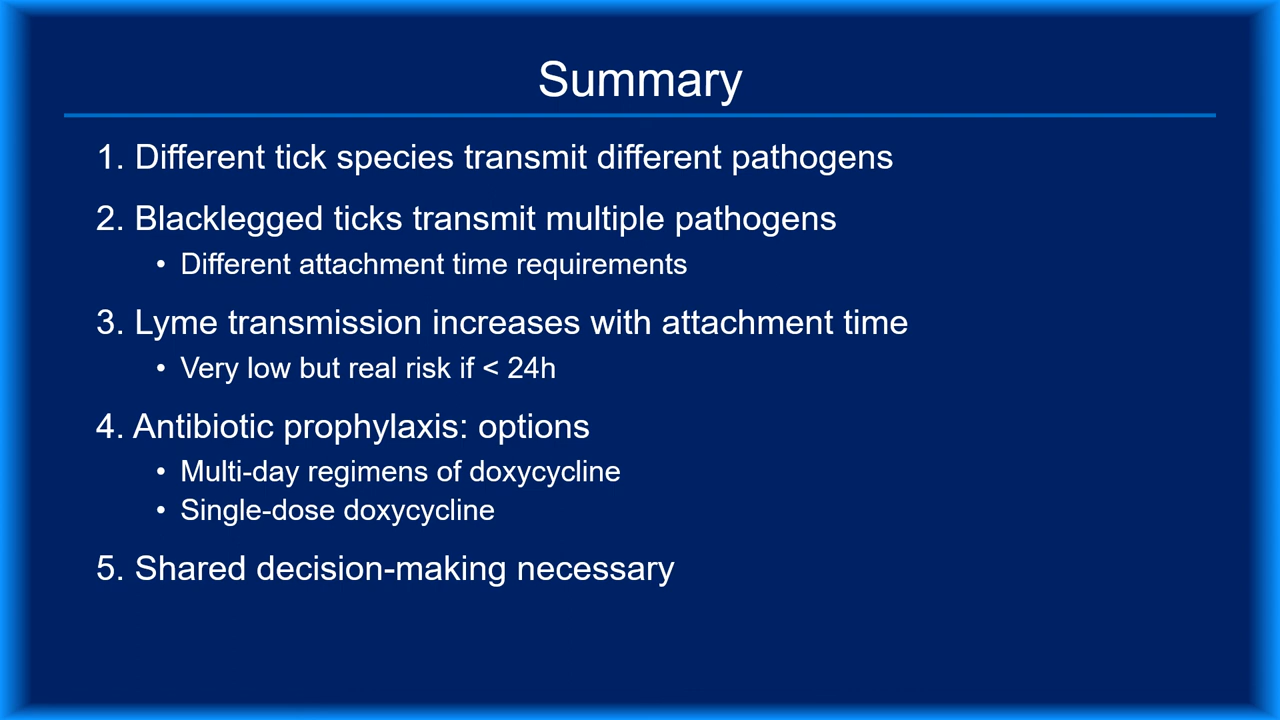 Summary
1. Different tick species transmit different pathogens
2. Blacklegged ticks transmit multiple pathogens
• Different attachment time requirements
3. Lyme transmission increases with attachment time
• Very low but real risk if < 24h
4. Antibiotic prophylaxis: options
• Multi-day regimens of doxycycline
• Single-dose doxycycline
5. Shared decision-making necessary